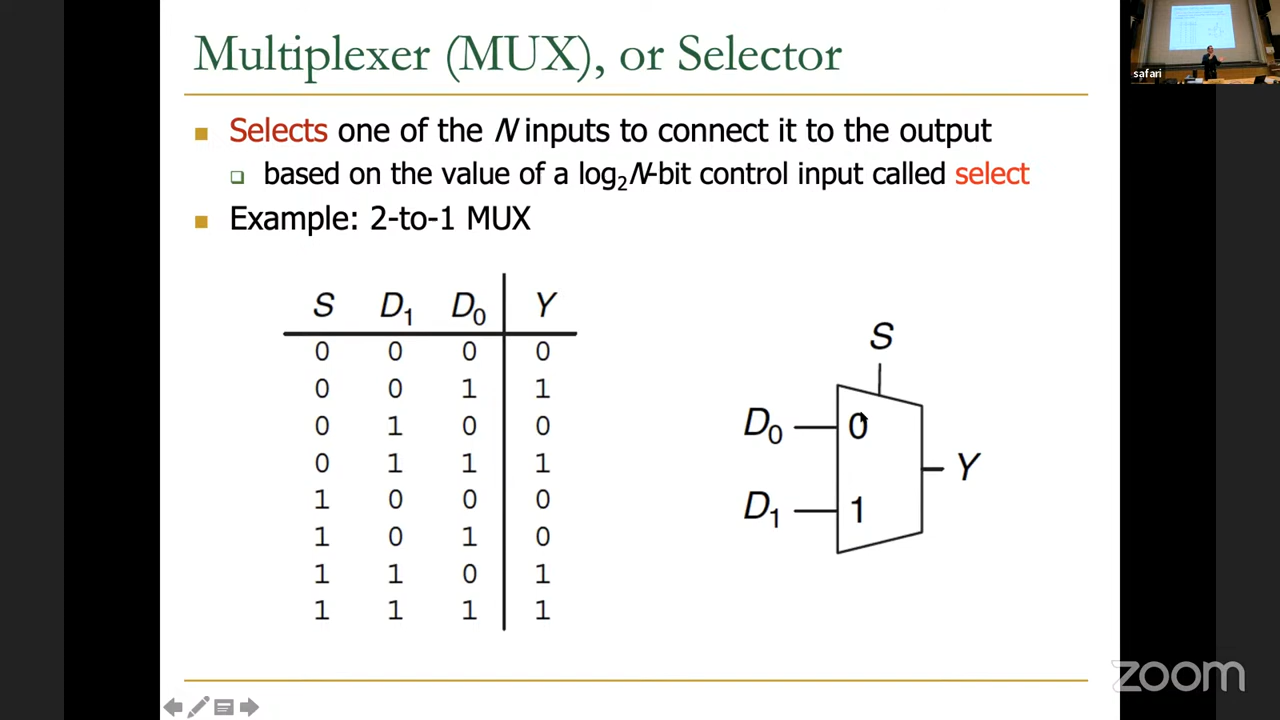 Multiplexer (MUX), or Selector
safari
Selects one of the N inputs to connect it to the output
based on the value of a log₂N-bit control input called select
Example: 2-to-1 MUX
S D₁ D₀ Y
0 0 0 0
0 0 1 1
0 1 0 0
0 1 1 1
1 0 0 0
1 0 1 0
1 1 0 1
1 1 1 1
S
D₀ 0
Y
D₁ 1
zoom